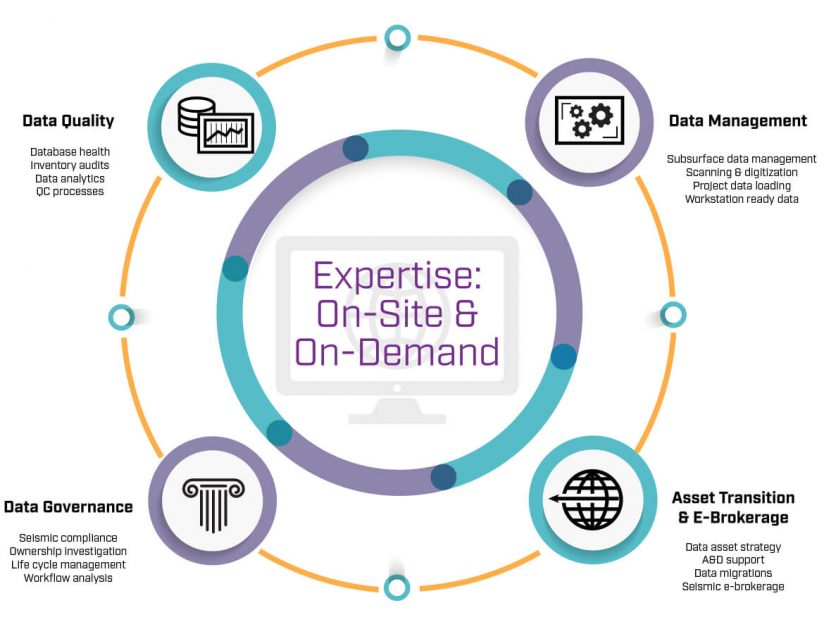 Data Quality
Database health
Inventory audits
Data analytics
QC processes
Data Management
Subsurface data management
Scanning & digitization
Project data loading
Workstation ready data
Expertise:
On-Site &
On-Demand
Data Governance
Seismic compliance
Ownership investigation
Life cycle management
Workflow analysis
Asset Transition
& E-Brokerage
Data asset strategy
A&D support
Data migrations
Seismic e-brokerage